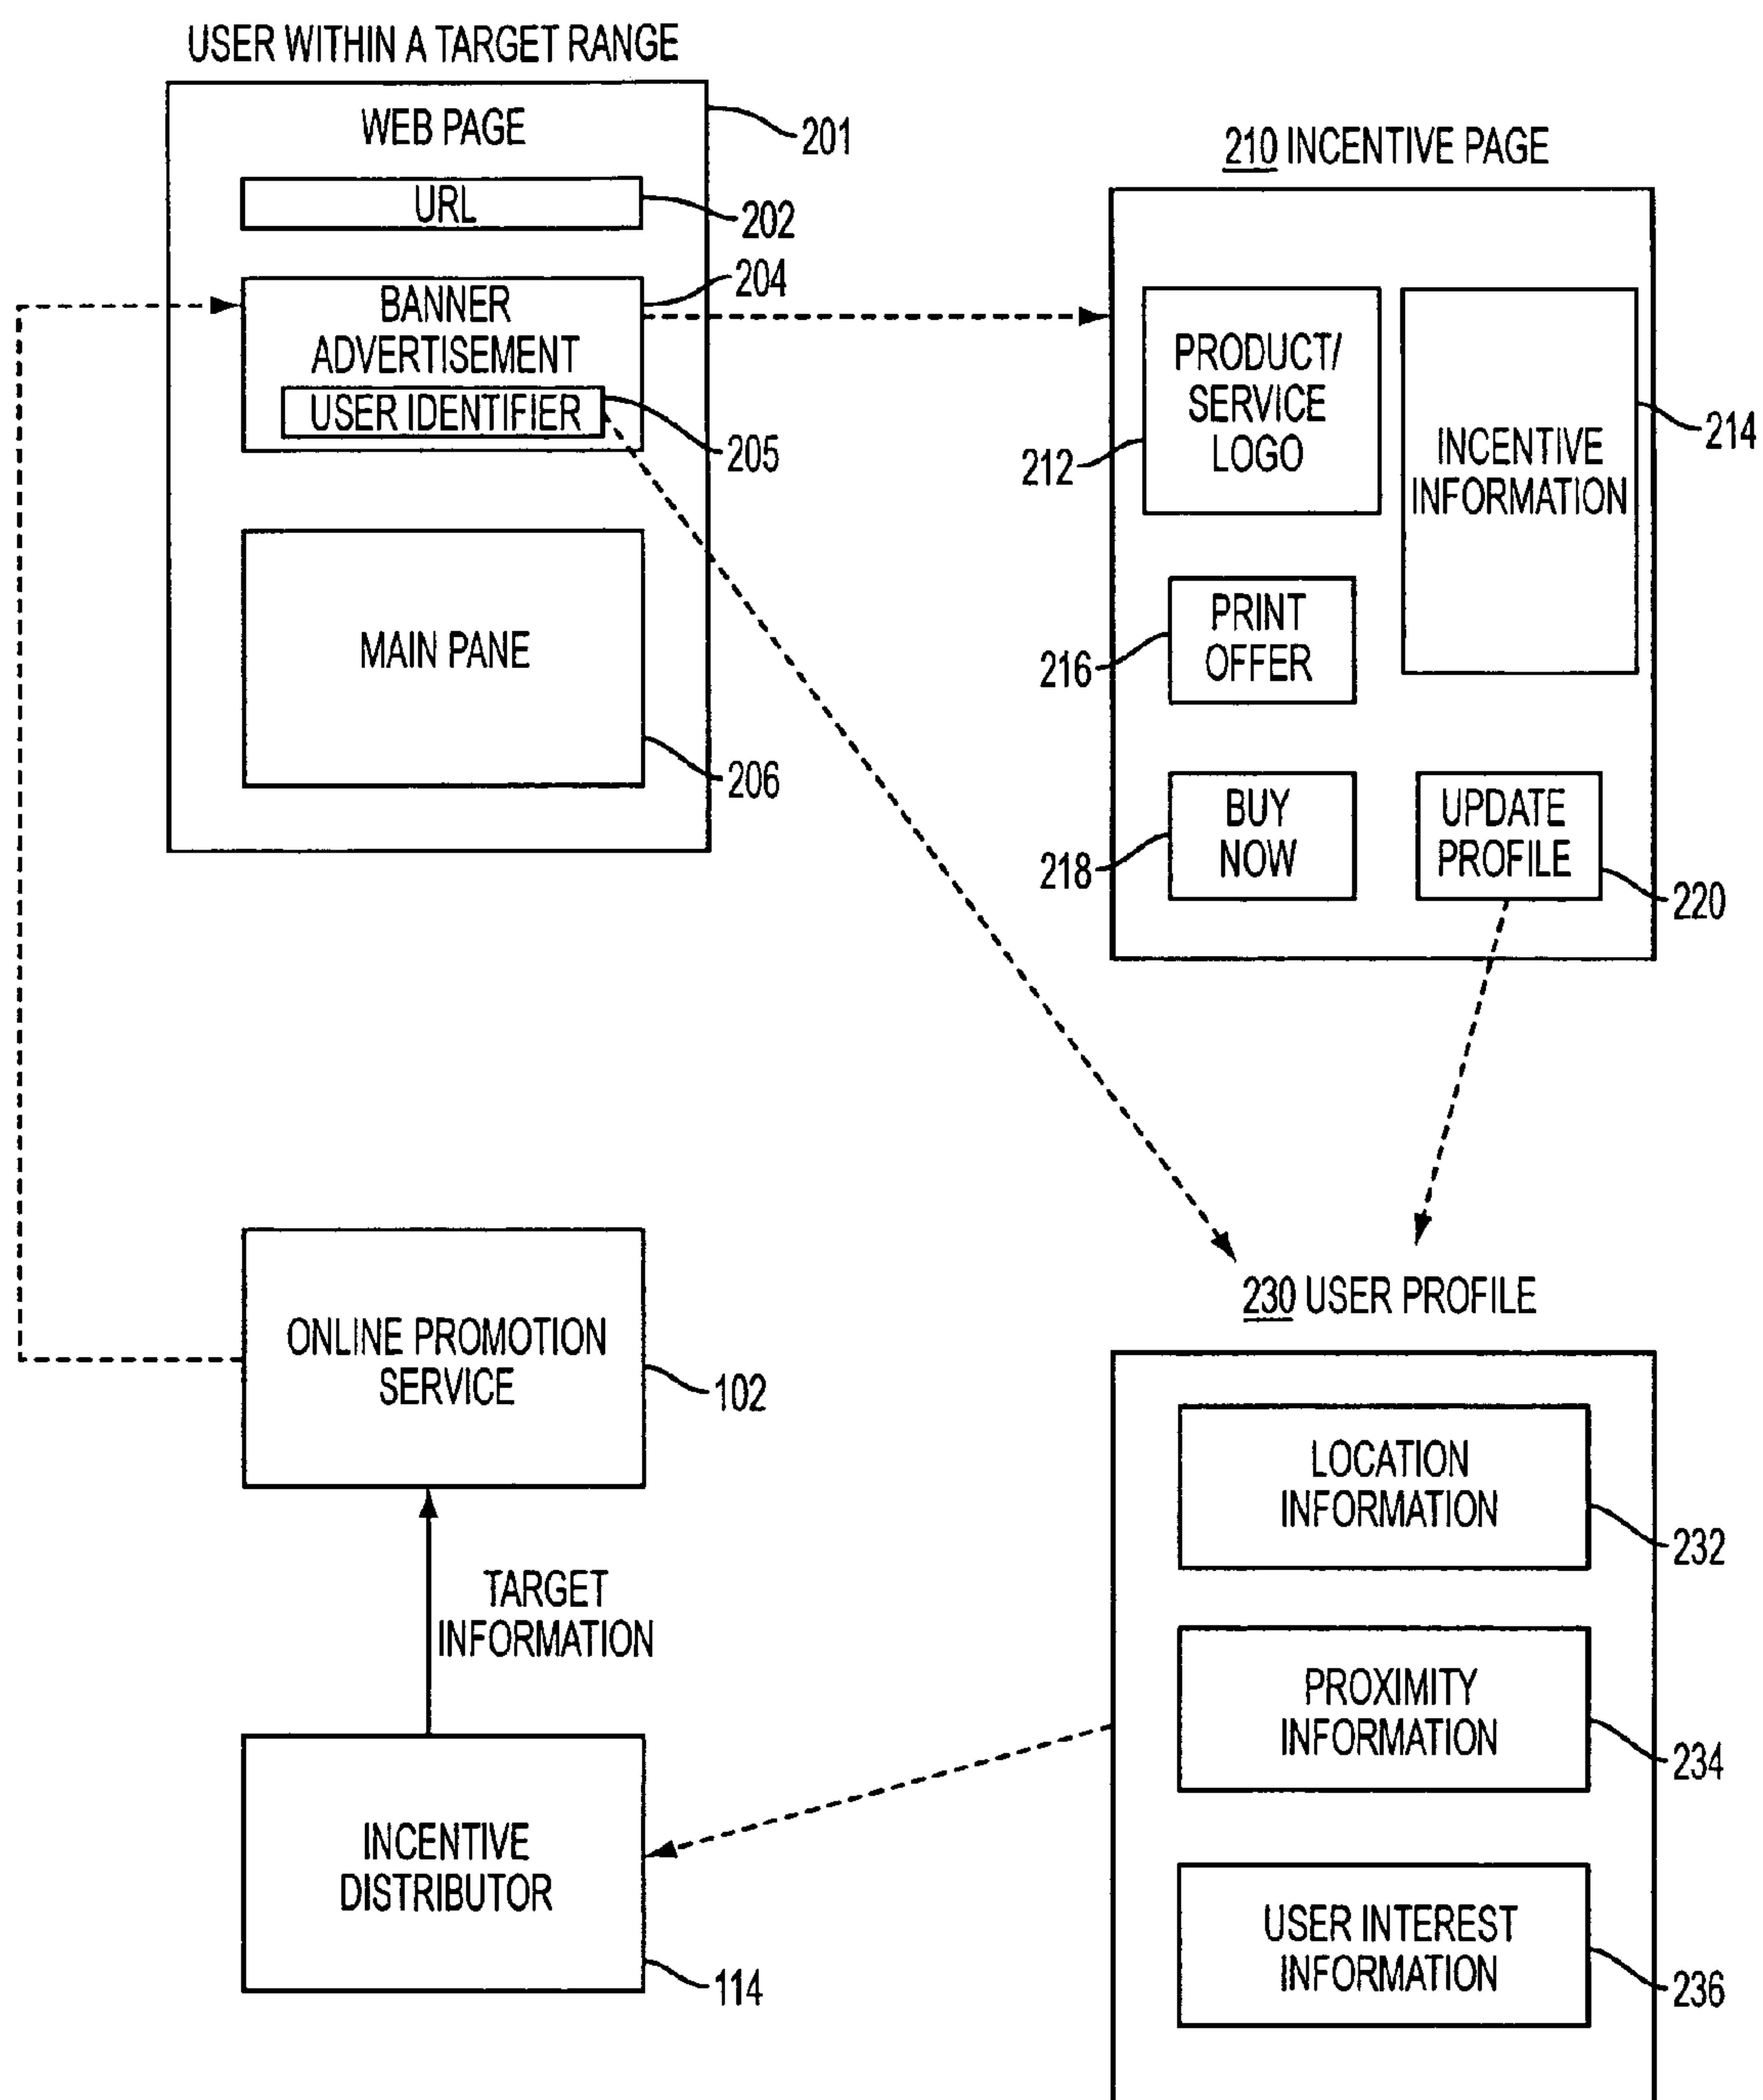 USER WITHIN A TARGET RANGE
WEB PAGE
201
URL
202
BANNER
ADVERTISEMENT
204
USER IDENTIFIER
205
MAIN PANE
206
210 INCENTIVE PAGE
PRODUCT/
SERVICE
LOGO
212
INCENTIVE
INFORMATION
214
PRINT
OFFER
216
BUY
NOW
218
UPDATE
PROFILE
220
ONLINE PROMOTION
SERVICE
102
TARGET
INFORMATION
INCENTIVE
DISTRIBUTOR
114
230 USER PROFILE
LOCATION
INFORMATION
232
PROXIMITY
INFORMATION
234
USER INTEREST
INFORMATION
236